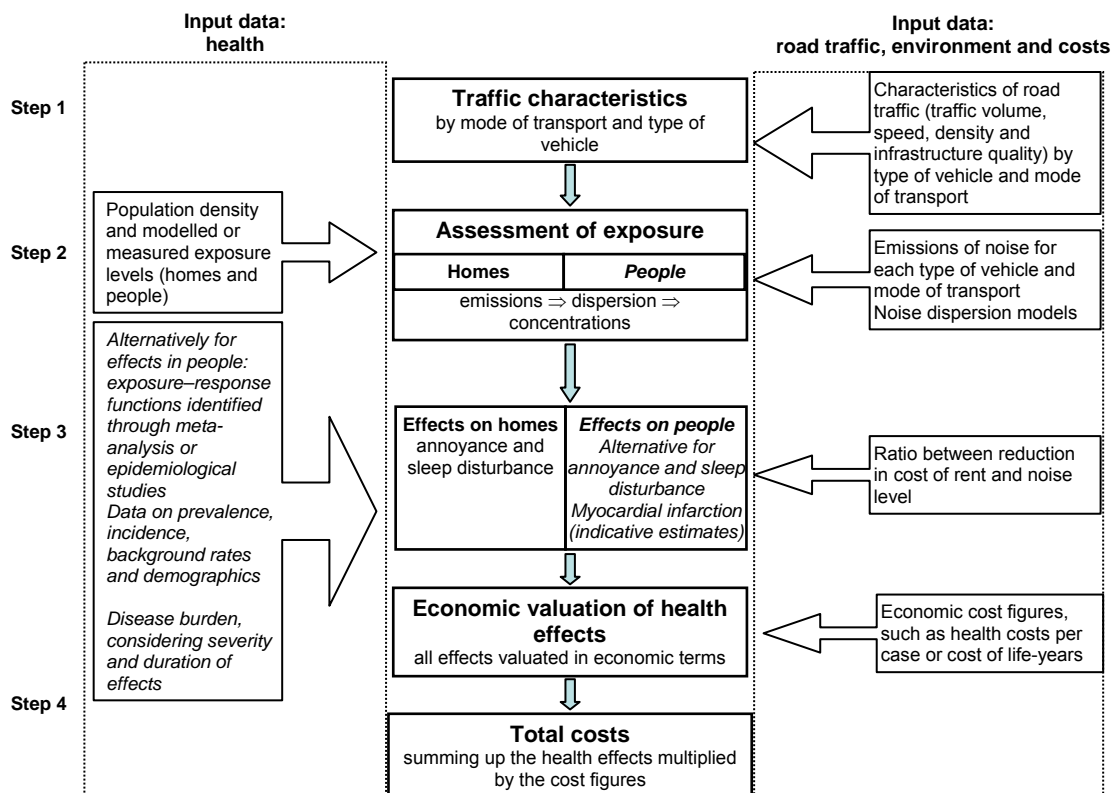 Input data:
health
Input data:
road traffic, environment and costs
Step 1
Traffic characteristics
by mode of transport and type of
vehicle
Characteristics of road
traffic (traffic volume,
speed, density and
infrastructure quality) by
type of vehicle and mode
of transport
Step 2
Population density
and modelled or
measured exposure
levels (homes and
people)
Assessment of exposure
Homes
People
emissions ⇒ dispersion ⇒
concentrations
Emissions of noise for
each type of vehicle and
mode of transport
Noise dispersion models
Step 3
Alternatively for
effects in people:
exposure–response
functions identified
through meta-
analysis or
epidemiological
studies
Data on prevalence,
incidence,
background rates
and demographics
Disease burden,
considering severity
and duration of
effects
Effects on homes
annoyance and
sleep disturbance
Effects on people
Alternative for
annoyance and sleep
disturbance
Myocardial infarction
(indicative estimates)
Ratio between reduction
in cost of rent and noise
level
Economic valuation of health
effects
all effects valued in economic terms
Economic cost figures,
such as health costs per
case or cost of life-years
Step 4
Total costs
summing up the health effects multiplied
by the cost figures